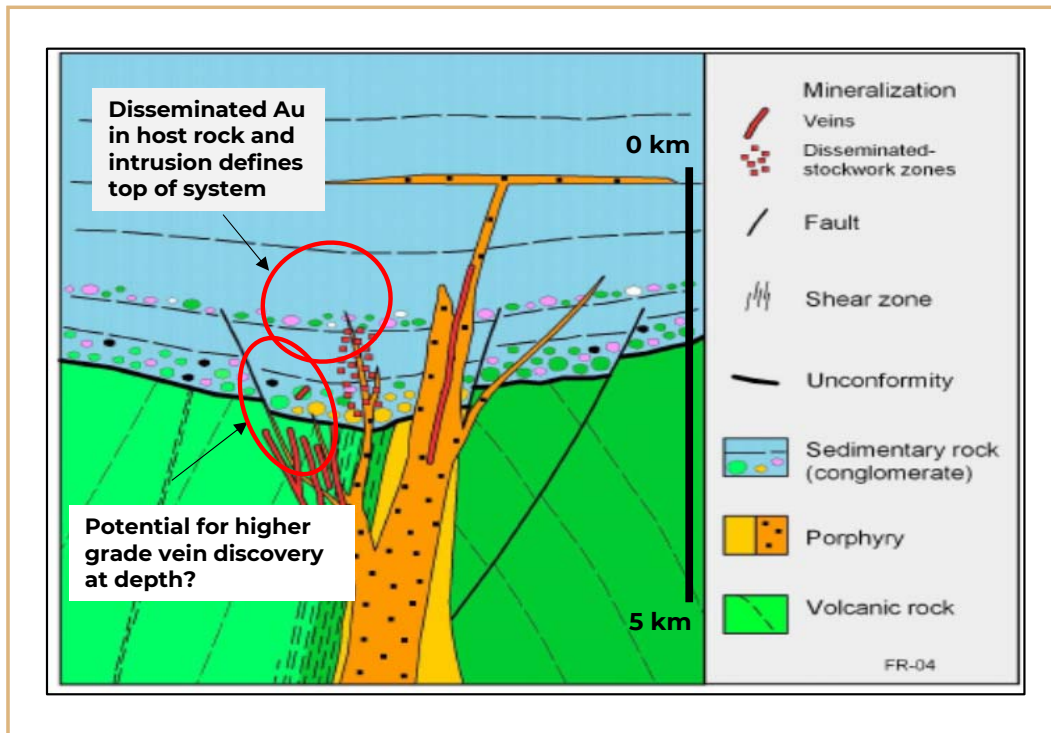 Disseminated Au
in host rock and
intrusion defines
top of system
0 km
Potential for higher
grade vein discovery
at depth?
5 km
Mineralization
Veins
Disseminated-
stockwork zones
Fault
Shear zone
Unconformity
Sedimentary rock
(conglomerate)
Porphyry
Volcanic rock
FR-04